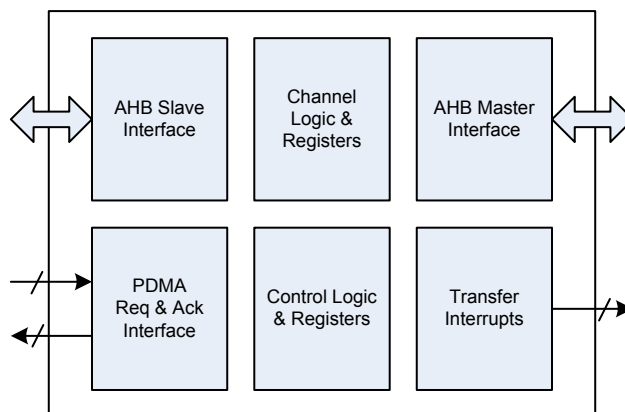 AHB Slave
Interface
Channel
Logic &
Registers
AHB Master
Interface
PDMA
Req & Ack
Interface
Control Logic
& Registers
Transfer
Interrupts